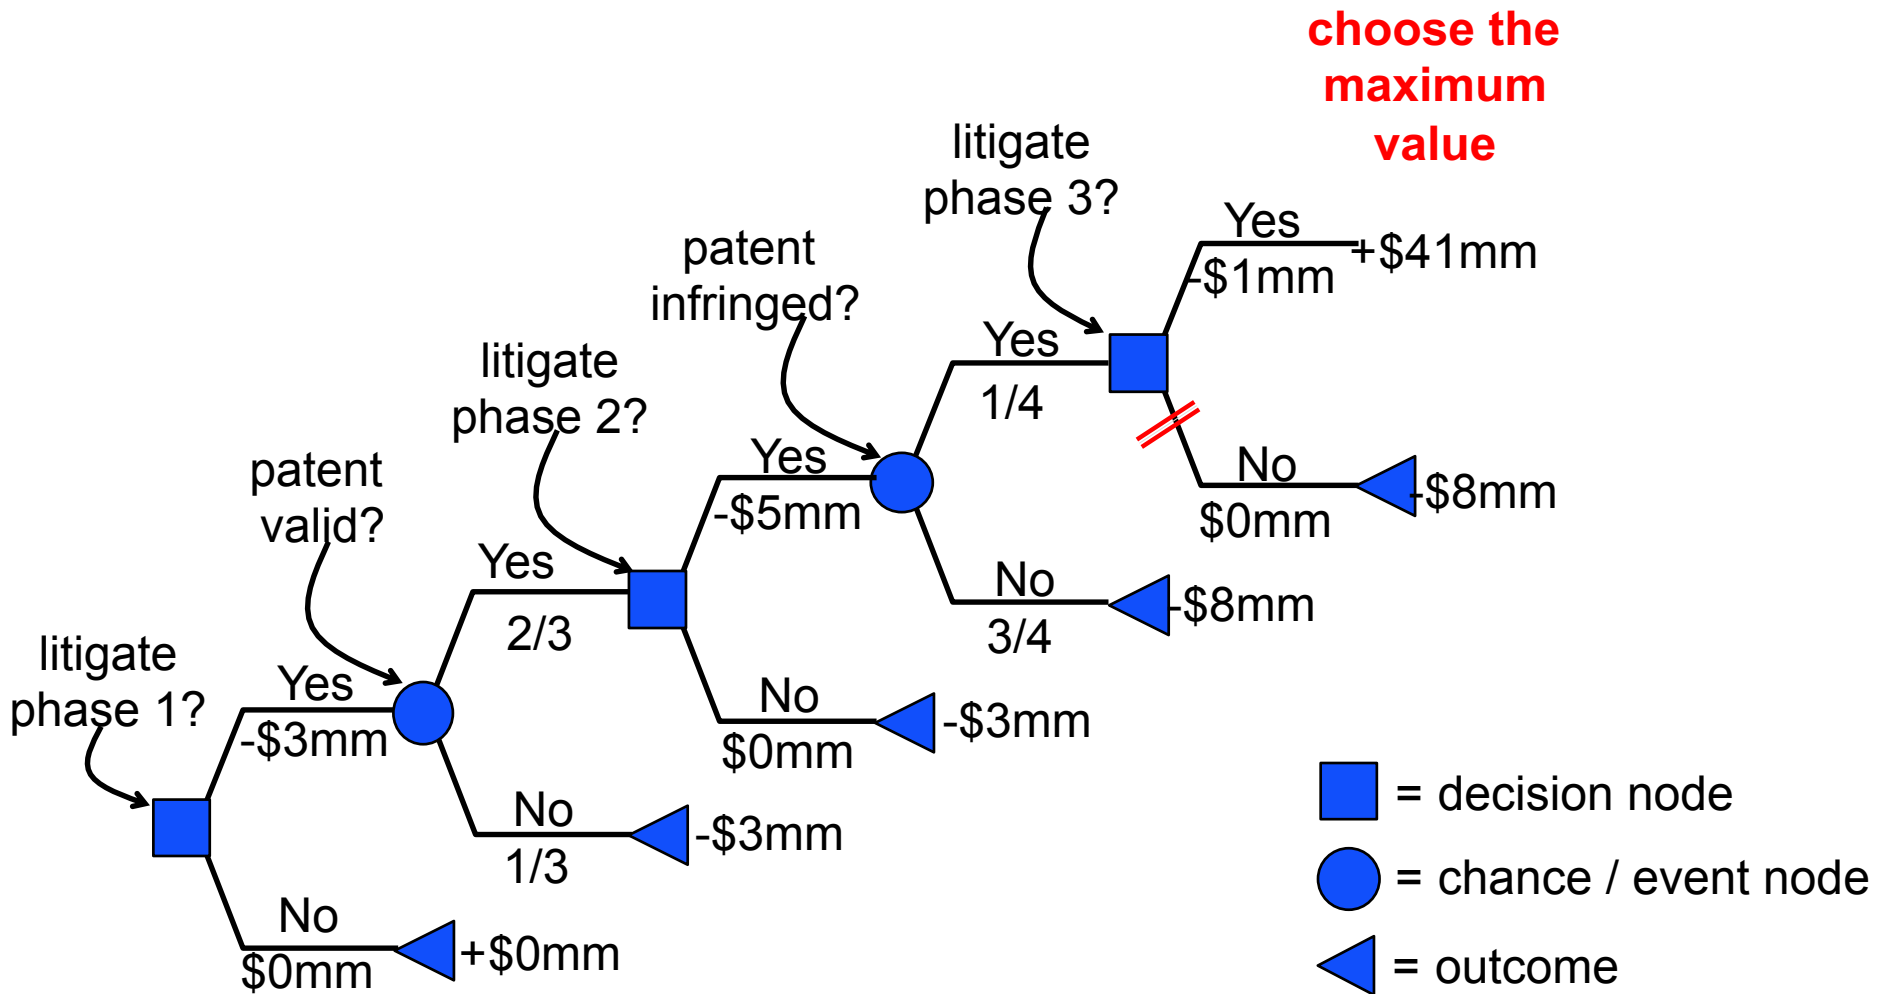 choose the
maximum
value
litigate
phase 3?
Yes
-$1mm
+$41mm
No
$0mm
-$8mm
patent
infringed?
Yes
1/4
No
3/4
-$8mm
litigate
phase 2?
Yes
-$5mm
No
$0mm
-$3mm
patent
valid?
Yes
2/3
No
1/3
-$3mm
litigate
phase 1?
Yes
-$3mm
No
$0mm
+$0mm
= decision node
= chance / event node
= outcome